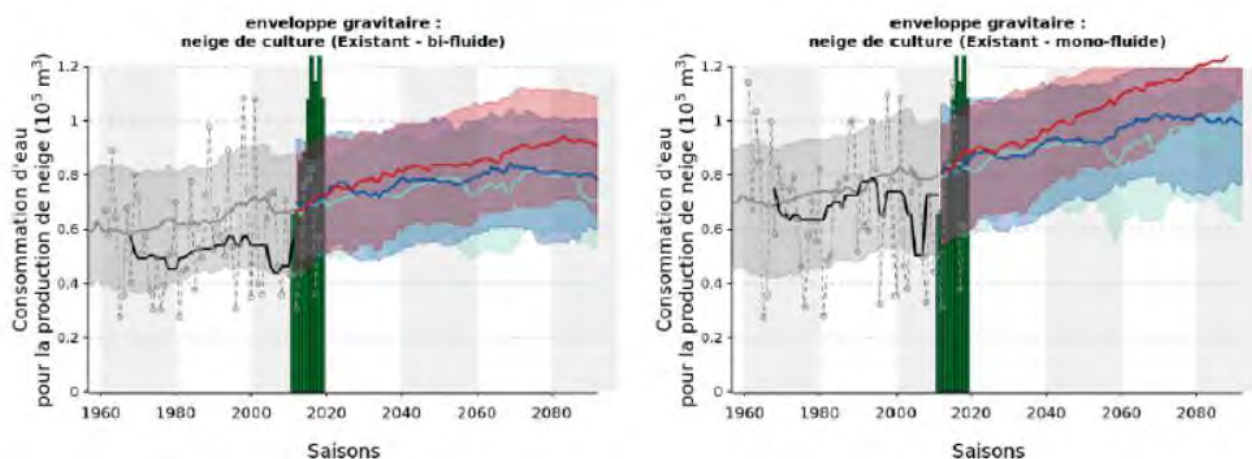 enveloppe gravitaire :
neige de culture (Existant - bi-fluide)
Consommation d'eau
pour la production de neige (10⁵ m³)
1.2
1
0.8
0.6
0.4
0.2
0
1960 1980 2000 2020 2040 2060 2080
Saisons
enveloppe gravitaire :
neige de culture (Existant - mono-fluide)
Consommation d'eau
pour la production de neige (10⁵ m³)
1.2
1
0.8
0.6
0.4
0.2
0
1960 1980 2000 2020 2040 2060 2080
Saisons